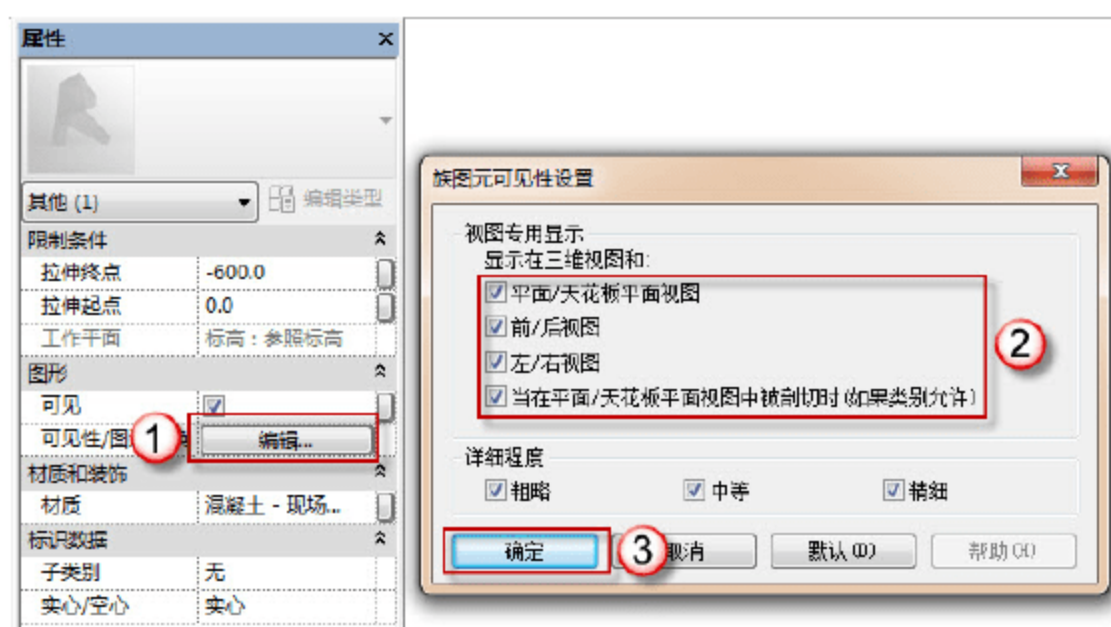 属性
其他 (1)
编辑类型
限制条件
拉伸终点 -600.0
拉伸起点 0.0
工作平面 标高：参照标高
图形
可见
可见性/图
1
编辑...
材质和装饰
材质 混凝土 - 现场...
标识数据
子类别 无
实心/空心 实心
族图元可见性设置
视图专用显示
显示在三维视图和:
平面/天花板平面视图
前/后视图
左/右视图
当在平面/天花板平面视图中被剖切时(如果类别允许)
2
详细程度
粗略 中等 精细
确定
3
取消
默认(D)
帮助(H)